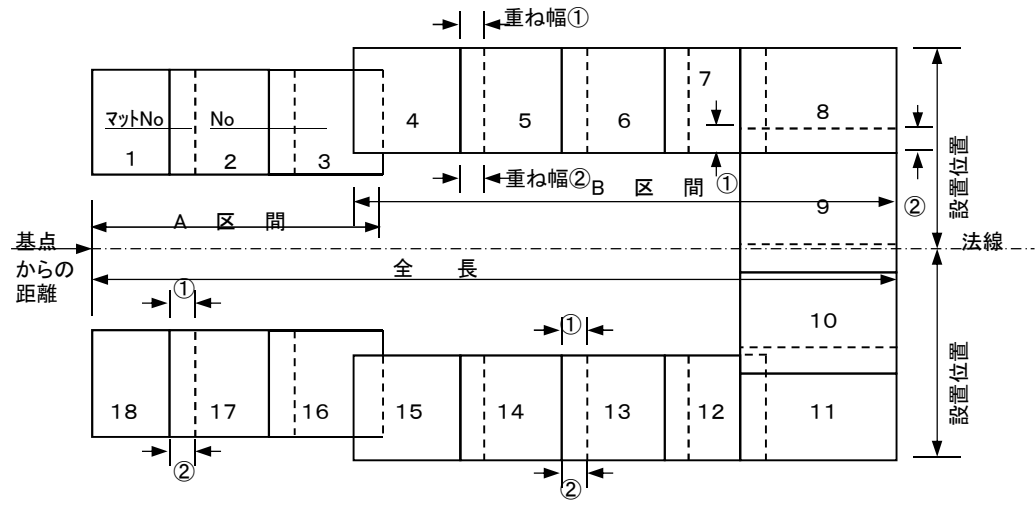 重ね幅①
7
マットNo No
4 5 6 8
1 2 3
重ね幅② B 区 間 ① 設置位置
9 ②
A 区 間
基点 法線
からの 全 長
距離 ①
10
① 設置位置
18 17 16 15 14 13 12 11
②
②